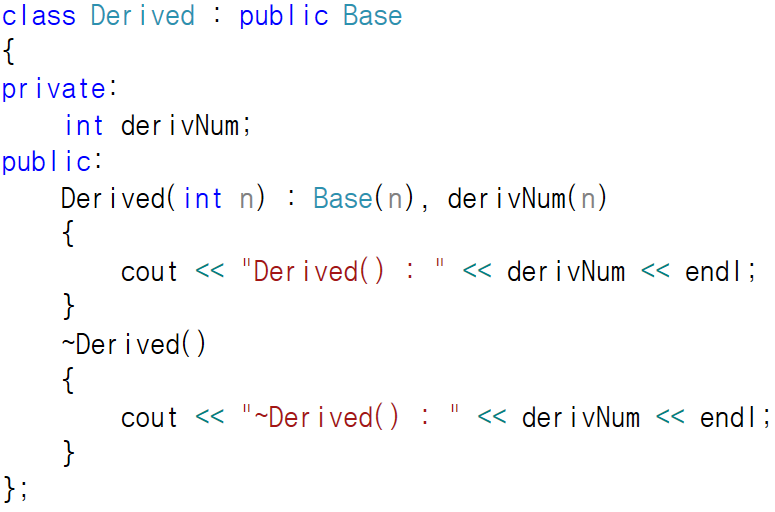 class Derived : public Base
{
private:
    int derivNum;
public:
    Derived(int n) : Base(n), derivNum(n)
    {
        cout << "Derived() : " << derivNum << endl;
    }
    ~Derived()
    {
        cout << "~Derived() : " << derivNum << endl;
    }
};